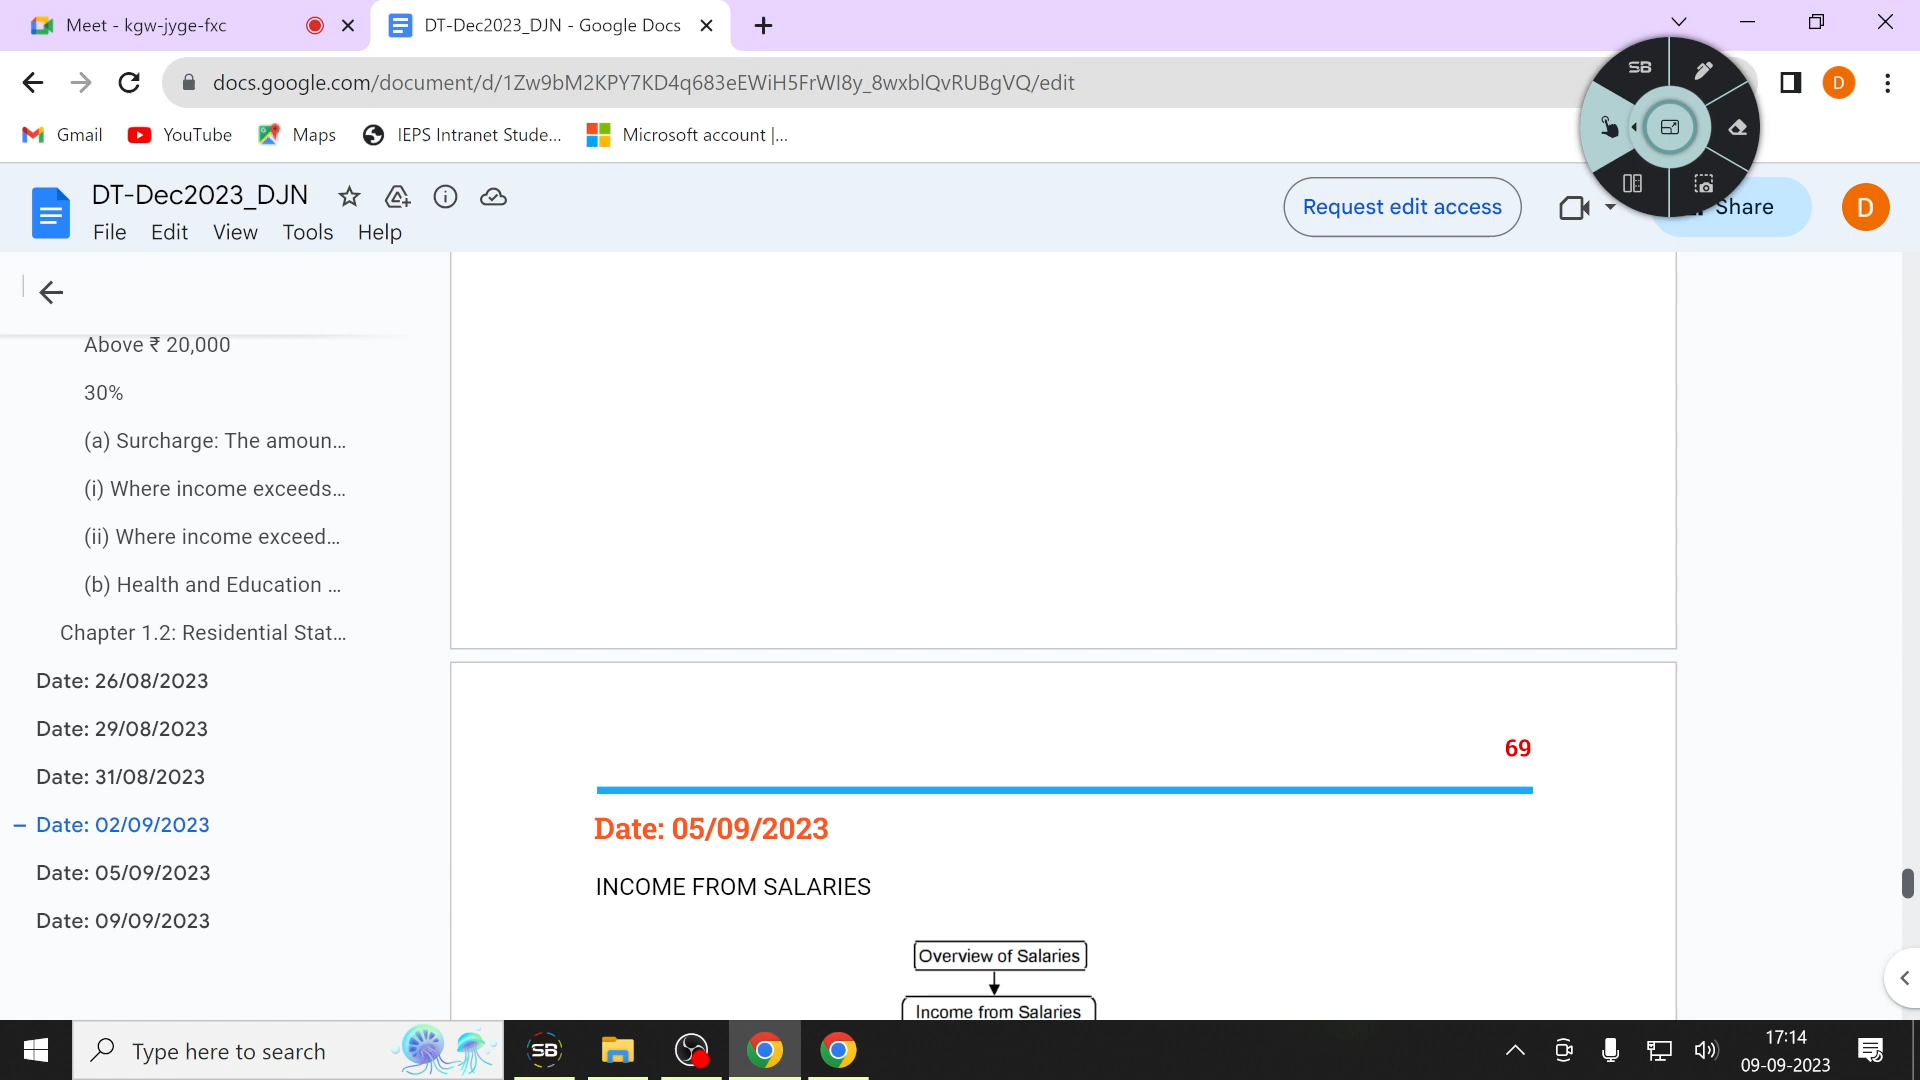 Meet - kgw-jyge-fxc
DT-Dec2023_DJN - Google Docs
docs.google.com/document/d/1Zw9bM2KPY7KD4q683eEWiH5FrWI8y_8wxblQvRUBgVQ/edit
SB
D
Gmail
YouTube
Maps
IEPS Intranet Stude...
Microsoft account |...
DT-Dec2023_DJN
File Edit View Tools Help
Request edit access
Share
D
Above ₹ 20,000
30%
(a) Surcharge: The amoun...
(i) Where income exceeds...
(ii) Where income exceed...
(b) Health and Education ...
Chapter 1.2: Residential Stat...
Date: 26/08/2023
Date: 29/08/2023
Date: 31/08/2023
Date: 02/09/2023
Date: 05/09/2023
Date: 09/09/2023
69
Date: 05/09/2023
INCOME FROM SALARIES
Overview of Salaries
Income from Salaries
Type here to search
SB
17:14
09-09-2023